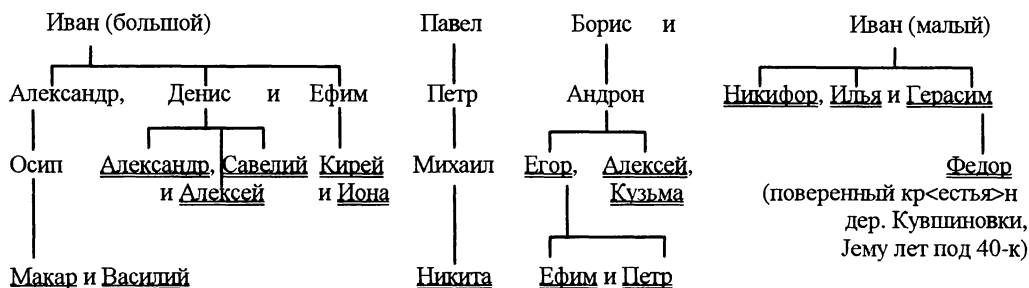 Иван (большой) Павел Борис и Иван (малый)
Александр, Денис и Ефим Петр Андрон Никифор, Илья и Герасим
Осип Александр, Савелий Кирей Михаил Егор, Алексей, Федор
и Алексей и Иона Кузьма (поверенный кр<естья>н
дер. Кувшиновки,
Jему лет под 40-к)
Макар и Василий Никита Ефим и Петр